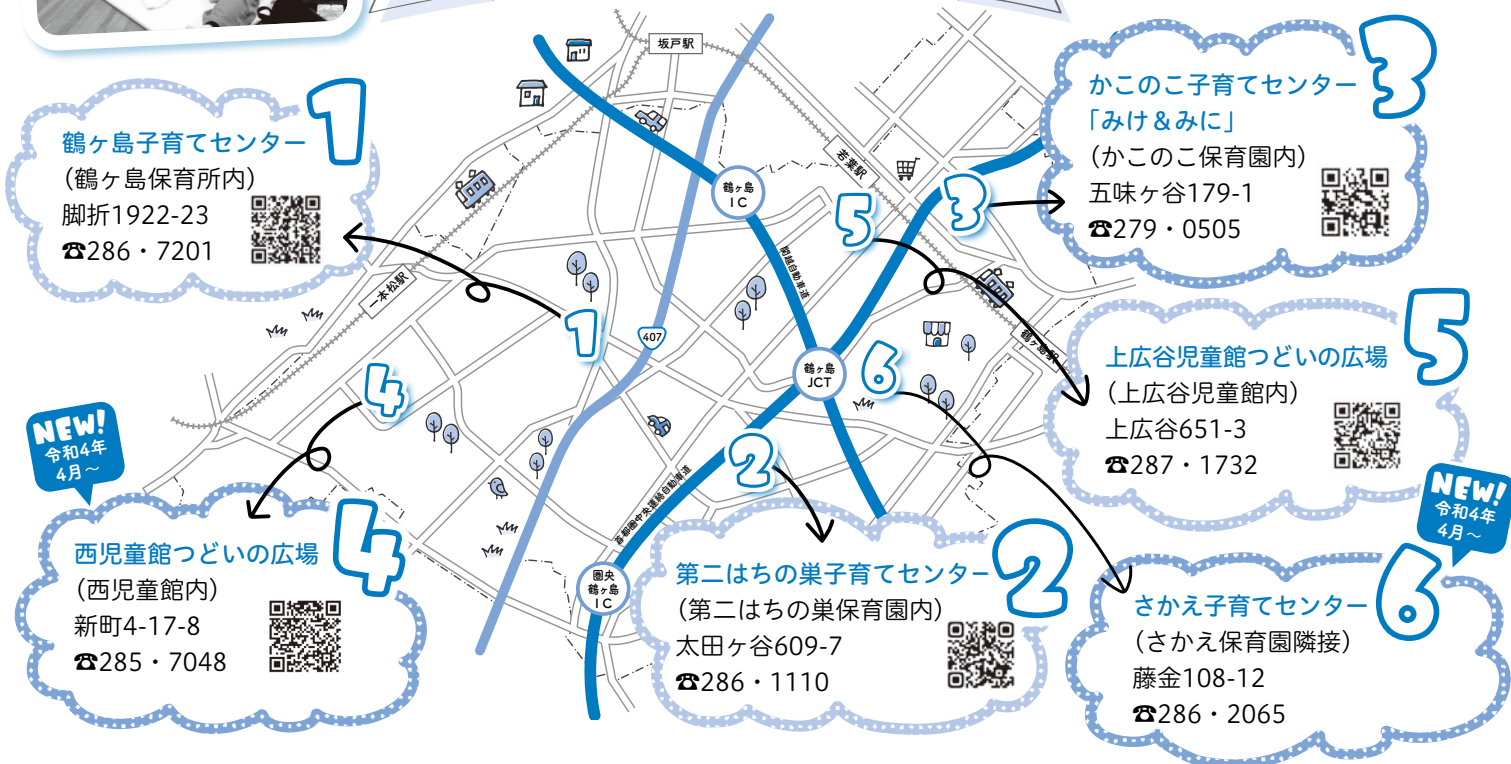 坂戸駅
1
鶴ヶ島子育てセンター
(鶴ヶ島保育所内)
脚折1922-23
☎286・7201
3
かこのこ子育てセンター
「みけ&みに」
(かこのこ保育園内)
五味ヶ谷179-1
☎279・0505
若葉駅
鶴ヶ島
IC
5
3
関越自動車道
一本松駅
1
407
鶴ヶ島駅
鶴ヶ島
JCT
6
4
2
首都圏中央連絡自動車道
5
上広谷児童館つどいの広場
(上広谷児童館内)
上広谷651-3
☎287・1732
NEW!
令和4年
4月~
4
西児童館つどいの広場
(西児童館内)
新町4-17-8
☎285・7048
圏央
鶴ヶ島
IC
2
第二はちの巣子育てセンター
(第二はちの巣保育園内)
太田ヶ谷609-7
☎286・1110
NEW!
令和4年
4月~
6
さかえ子育てセンター
(さかえ保育園隣接)
藤金108-12
☎286・2065